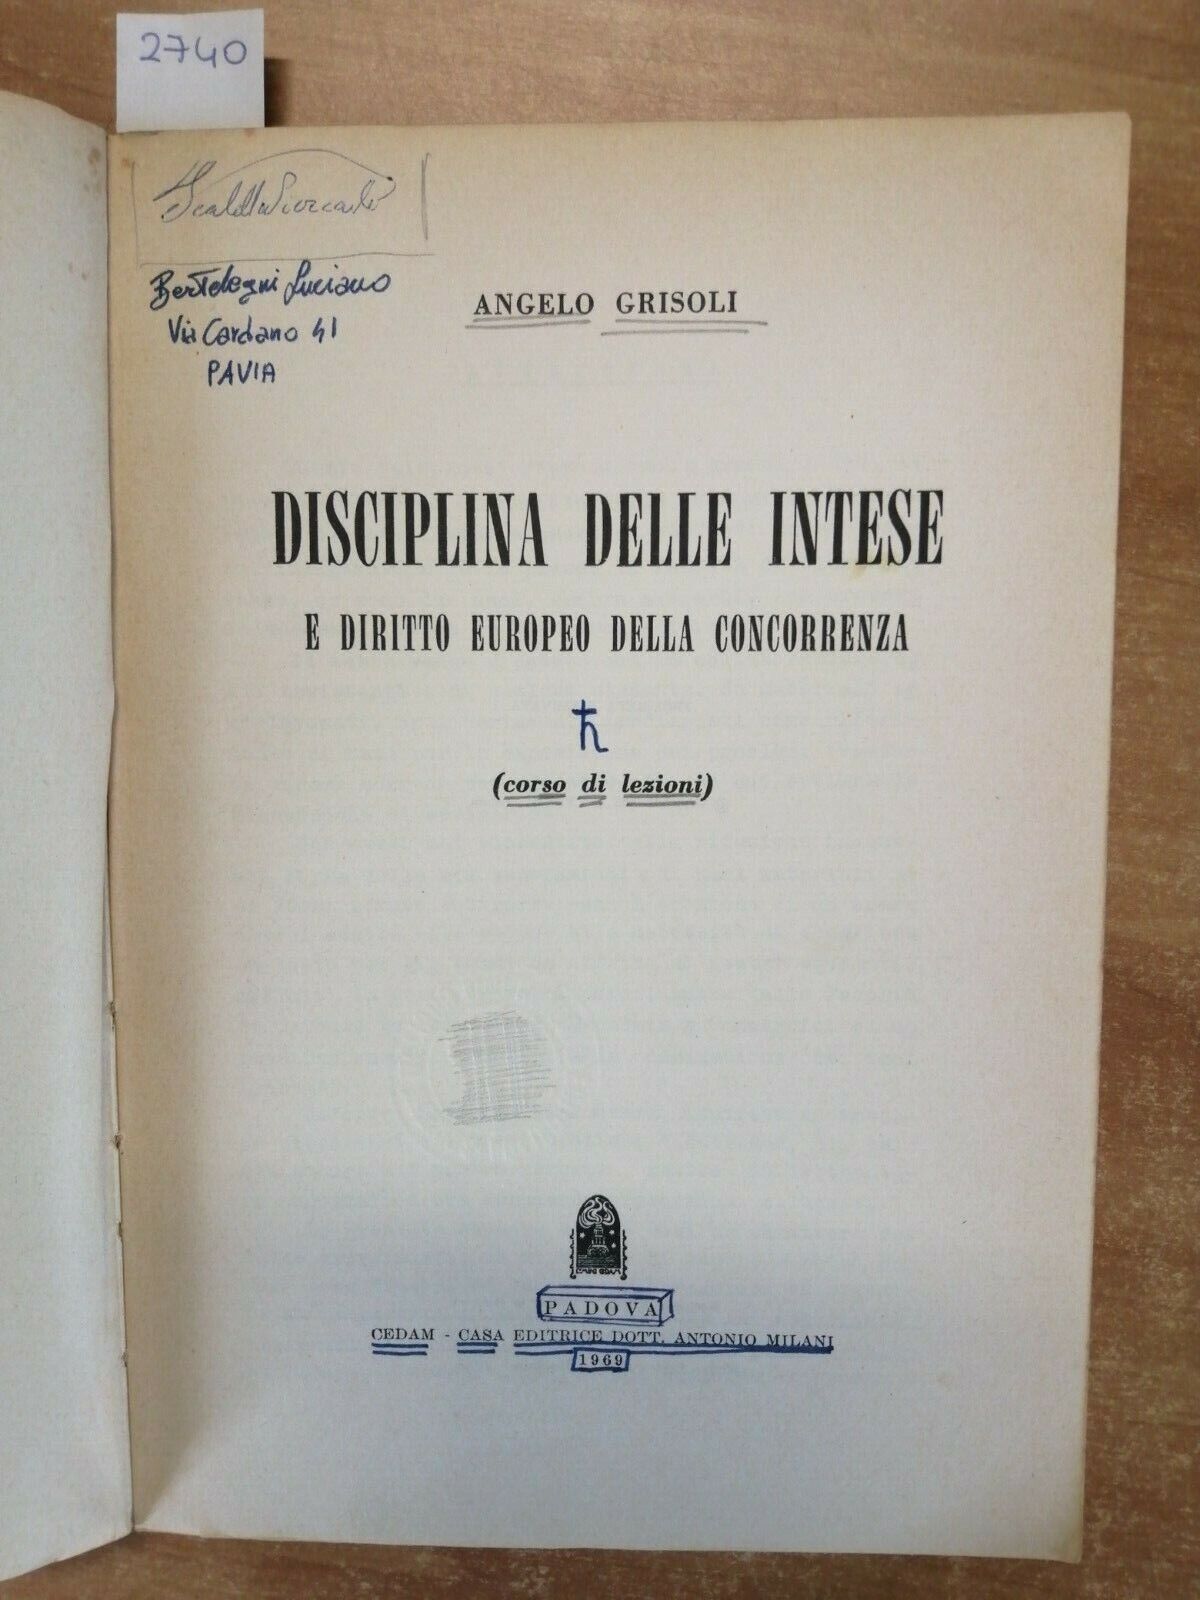 2740
Bertolegni Luciano
Via Cardano 41
PAVIA
ANGELO GRISOLI
DISCIPLINA DELLE INTESE
E DIRITTO EUROPEO DELLA CONCORRENZA
ħ
(corso di lezioni)
PADOVA
CEDAM - CASA EDITRICE DOTT. ANTONIO MILANI
1969